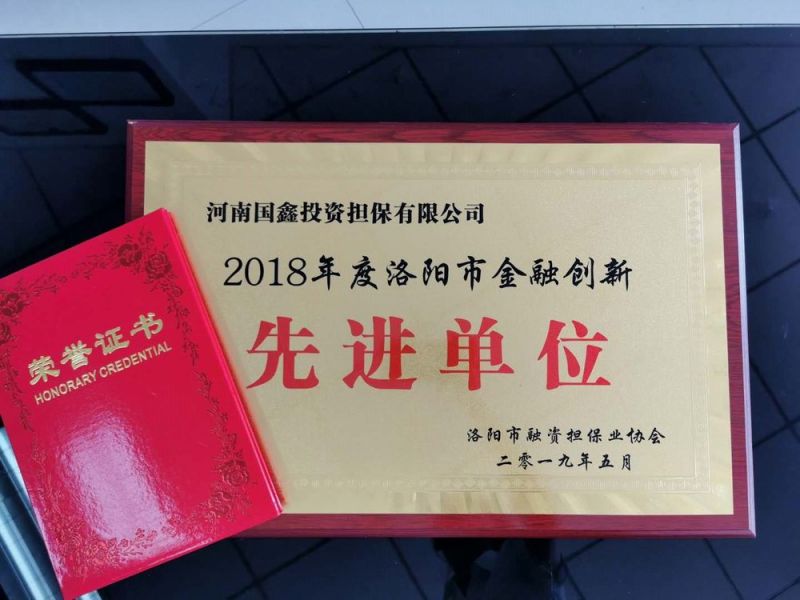 河南国鑫投资担保有限公司
2018年度洛阳市金融创新
先进单位
洛阳市融资担保业协会
二零一九年五月
荣誉证书
HONORARY CREDENTIAL